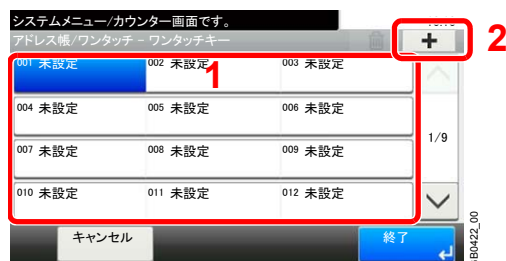 システムメニュー/カウンター画面です。
アドレス帳/ワンタッチ - ワンタッチキー
+
2
001 未設定 002 未設定 003 未設定
1
004 未設定 005 未設定 006 未設定
1/9
007 未設定 008 未設定 009 未設定
010 未設定 011 未設定 012 未設定
キャンセル 終了
B0422_00